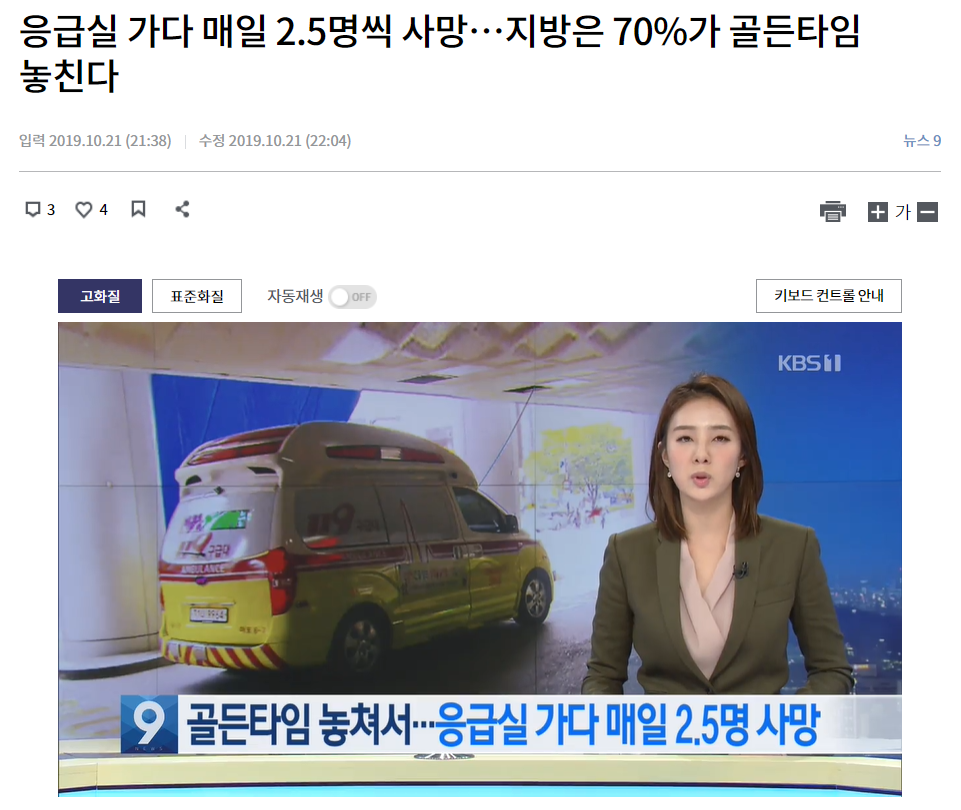 응급실 가다 매일 2.5명씩 사망…지방은 70%가 골든타임
놓친다
입력 2019.10.21 (21:38) 수정 2019.10.21 (22:04) 뉴스 9
3 4 가
고화질 표준화질 자동재생 OFF 키보드 컨트롤 안내
KBS 1
119
구급대
AMBULANCE
9 골든타임 놓쳐서…응급실 가다 매일 2.5명 사망
NEWS